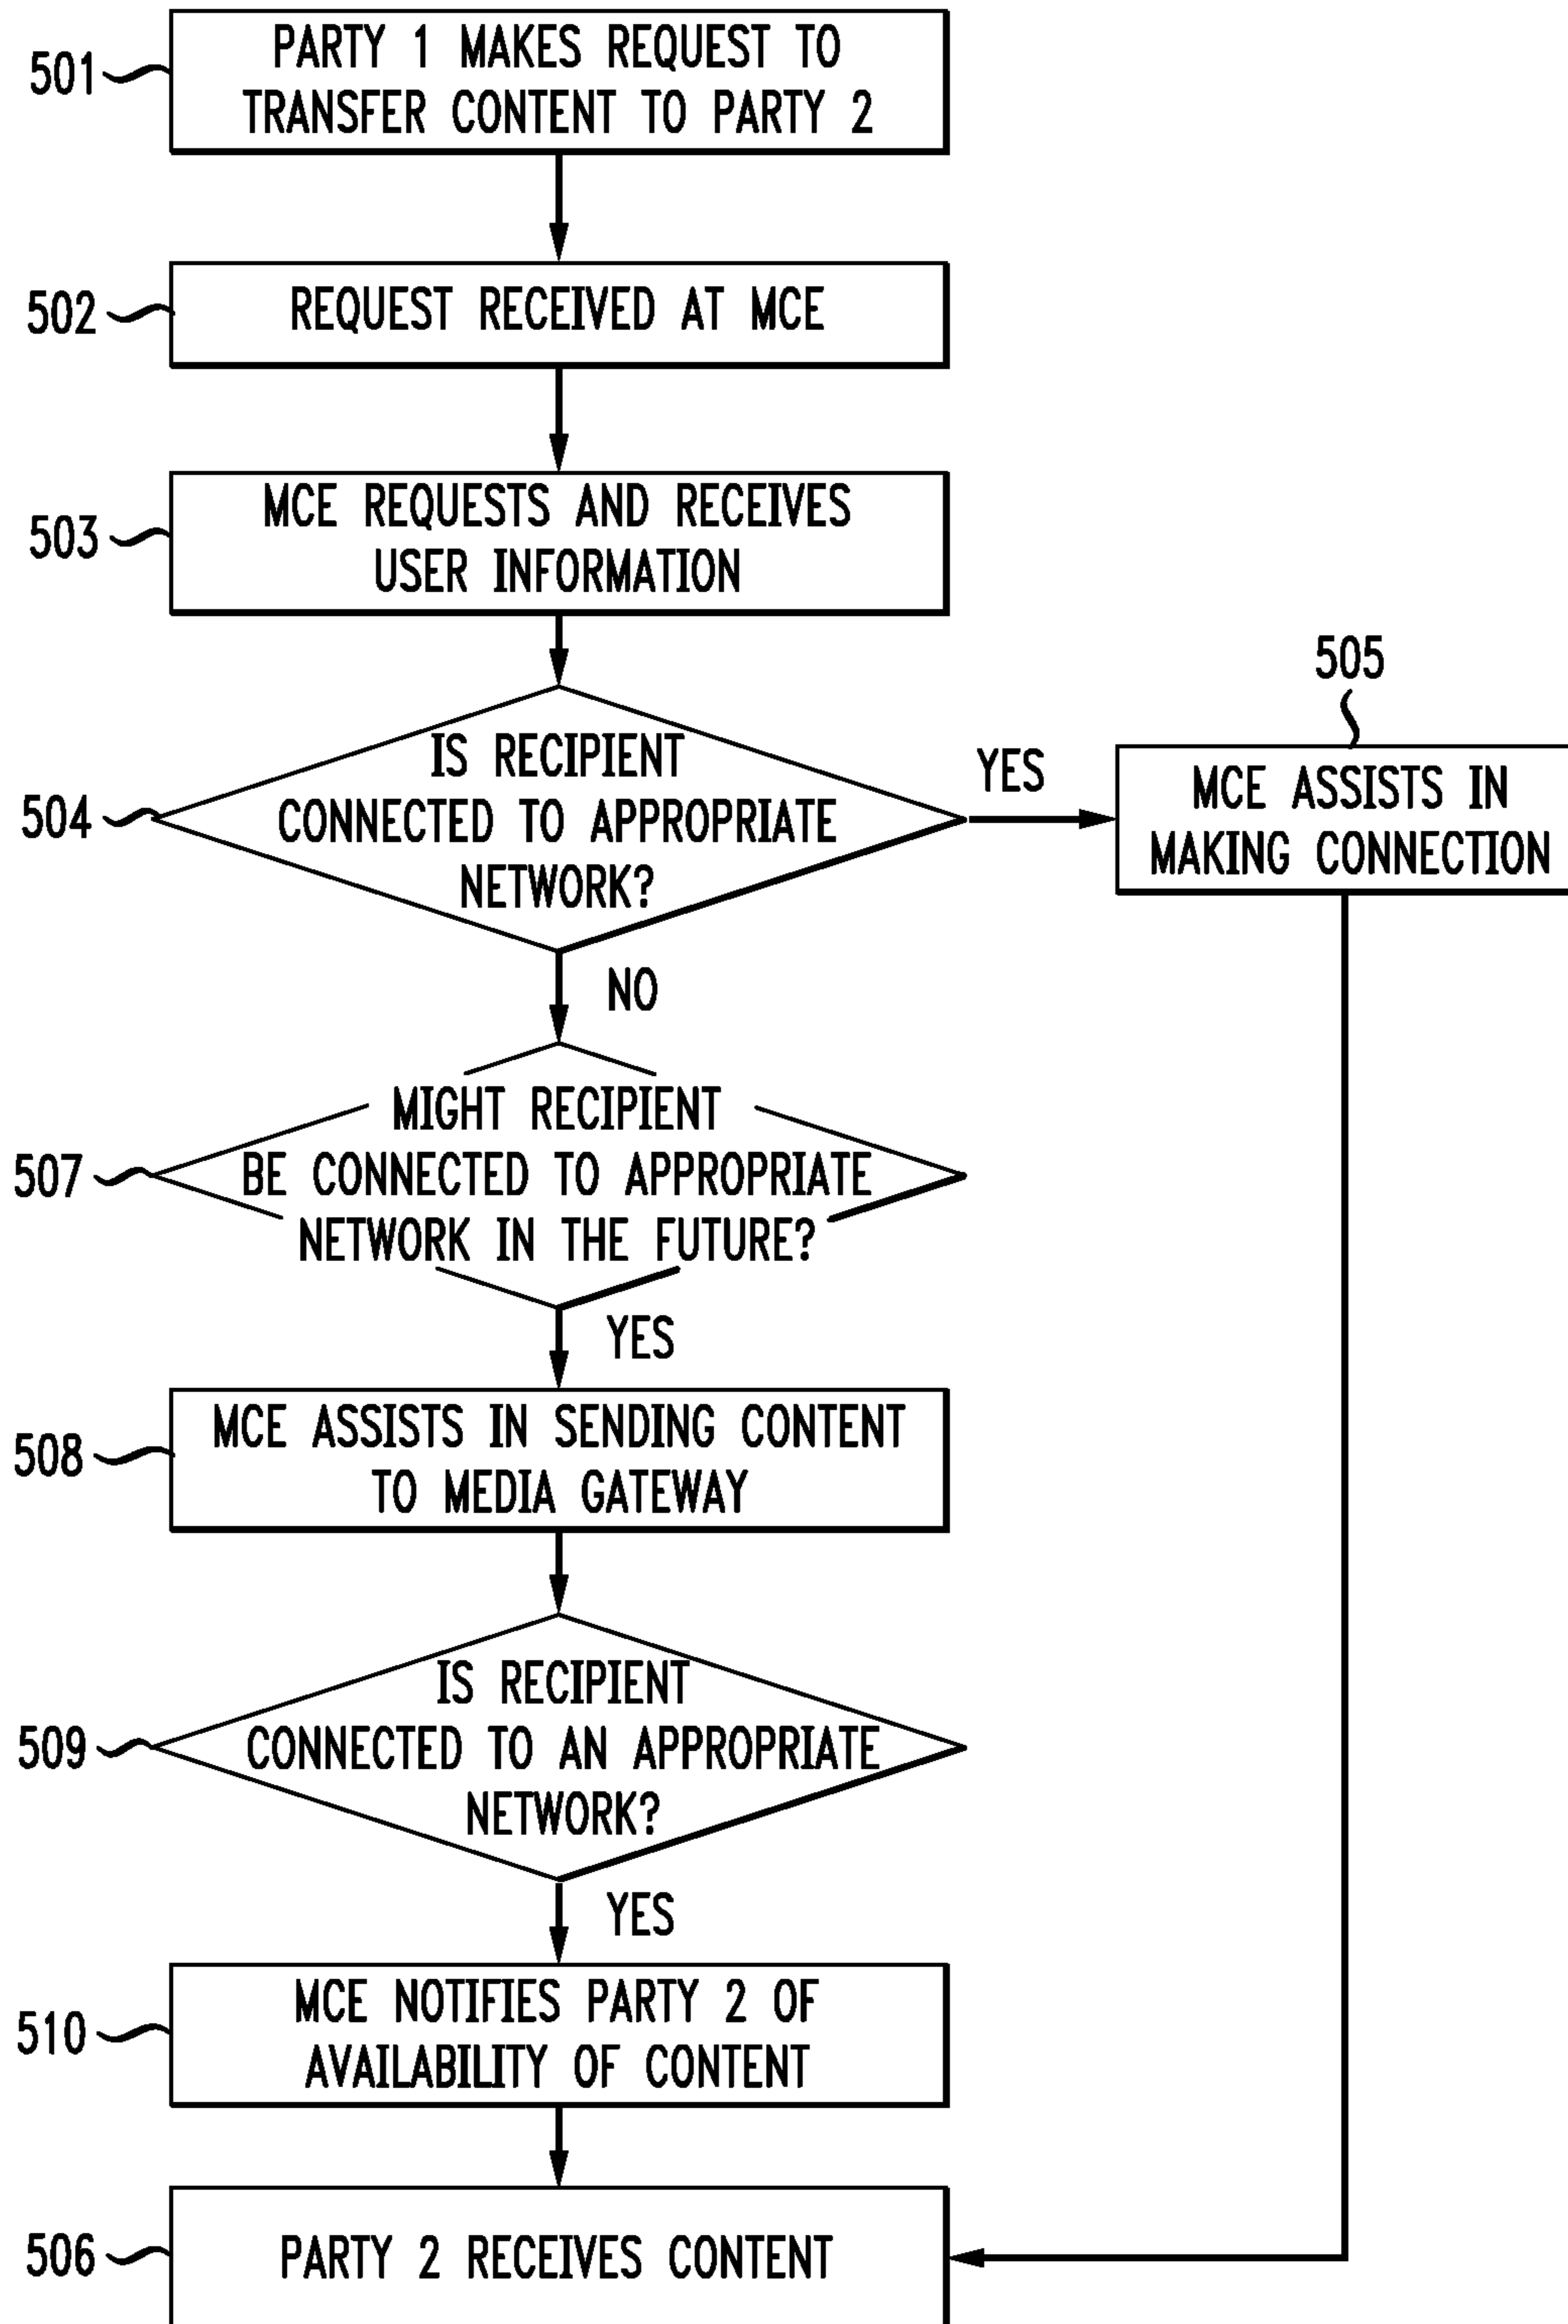 501
PARTY 1 MAKES REQUEST TO
TRANSFER CONTENT TO PARTY 2
502
REQUEST RECEIVED AT MCE
503
MCE REQUESTS AND RECEIVES
USER INFORMATION
504
IS RECIPIENT
CONNECTED TO APPROPRIATE
NETWORK?
YES
505
MCE ASSISTS IN
MAKING CONNECTION
NO
507
MIGHT RECIPIENT
BE CONNECTED TO APPROPRIATE
NETWORK IN THE FUTURE?
YES
508
MCE ASSISTS IN SENDING CONTENT
TO MEDIA GATEWAY
509
IS RECIPIENT
CONNECTED TO AN APPROPRIATE
NETWORK?
YES
510
MCE NOTIFIES PARTY 2 OF
AVAILABILITY OF CONTENT
506
PARTY 2 RECEIVES CONTENT